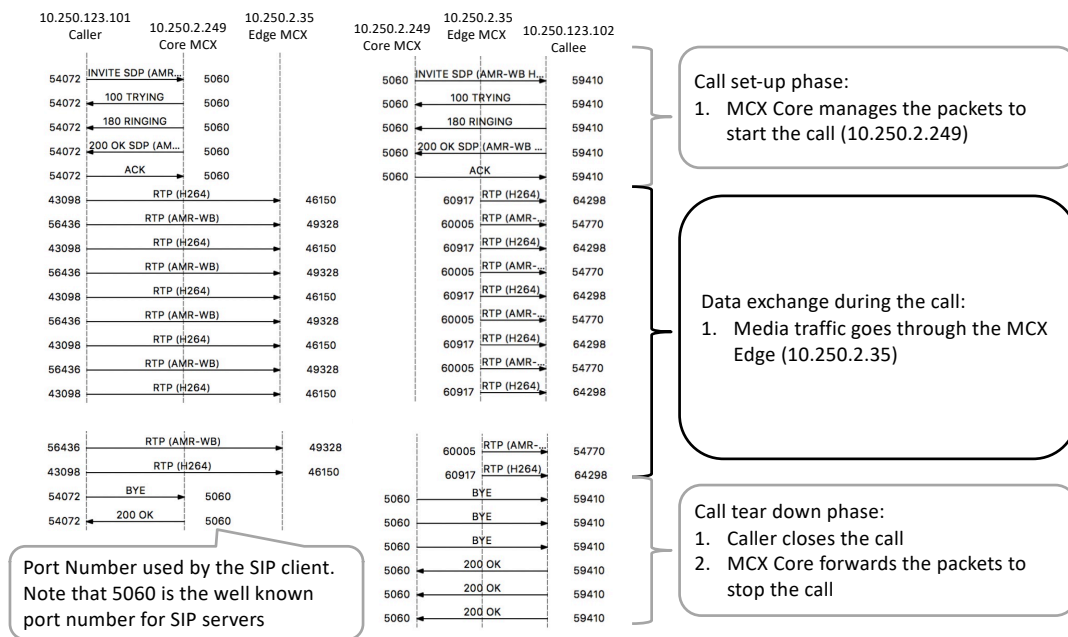 10.250.123.101
Caller
10.250.2.249
Core MCX
10.250.2.35
Edge MCX
10.250.2.249
Core MCX
10.250.2.35
Edge MCX
10.250.123.102
Callee
54072 INVITE SDP (AMR... 5060
54072 100 TRYING 5060
54072 180 RINGING 5060
54072 200 OK SDP (AM... 5060
54072 ACK 5060
43098 RTP (H264) 46150
56436 RTP (AMR-WB) 49328
43098 RTP (H264) 46150
56436 RTP (AMR-WB) 49328
43098 RTP (H264) 46150
56436 RTP (AMR-WB) 49328
43098 RTP (H264) 46150
56436 RTP (AMR-WB) 49328
43098 RTP (H264) 46150
56436 RTP (AMR-WB) 49328
43098 RTP (H264) 46150
54072 BYE 5060
54072 200 OK 5060
5060 INVITE SDP (AMR-WB H... 59410
5060 100 TRYING 59410
5060 180 RINGING 59410
5060 200 OK SDP (AMR-WB ... 59410
5060 ACK 59410
60917 RTP (H264) 64298
60005 RTP (AMR-... 54770
60917 RTP (H264) 64298
60005 RTP (AMR-... 54770
60917 RTP (H264) 64298
60005 RTP (AMR-... 54770
60917 RTP (H264) 64298
60005 RTP (AMR-... 54770
60917 RTP (H264) 64298
60005 RTP (AMR-... 54770
60917 RTP (H264) 64298
5060 BYE 59410
5060 BYE 59410
5060 BYE 59410
5060 200 OK 59410
5060 200 OK 59410
5060 200 OK 59410
Call set-up phase:
1. MCX Core manages the packets to
start the call (10.250.2.249)
Data exchange during the call:
1. Media traffic goes through the MCX
Edge (10.250.2.35)
Call tear down phase:
1. Caller closes the call
2. MCX Core forwards the packets to
stop the call
Port Number used by the SIP client.
Note that 5060 is the well known
port number for SIP servers